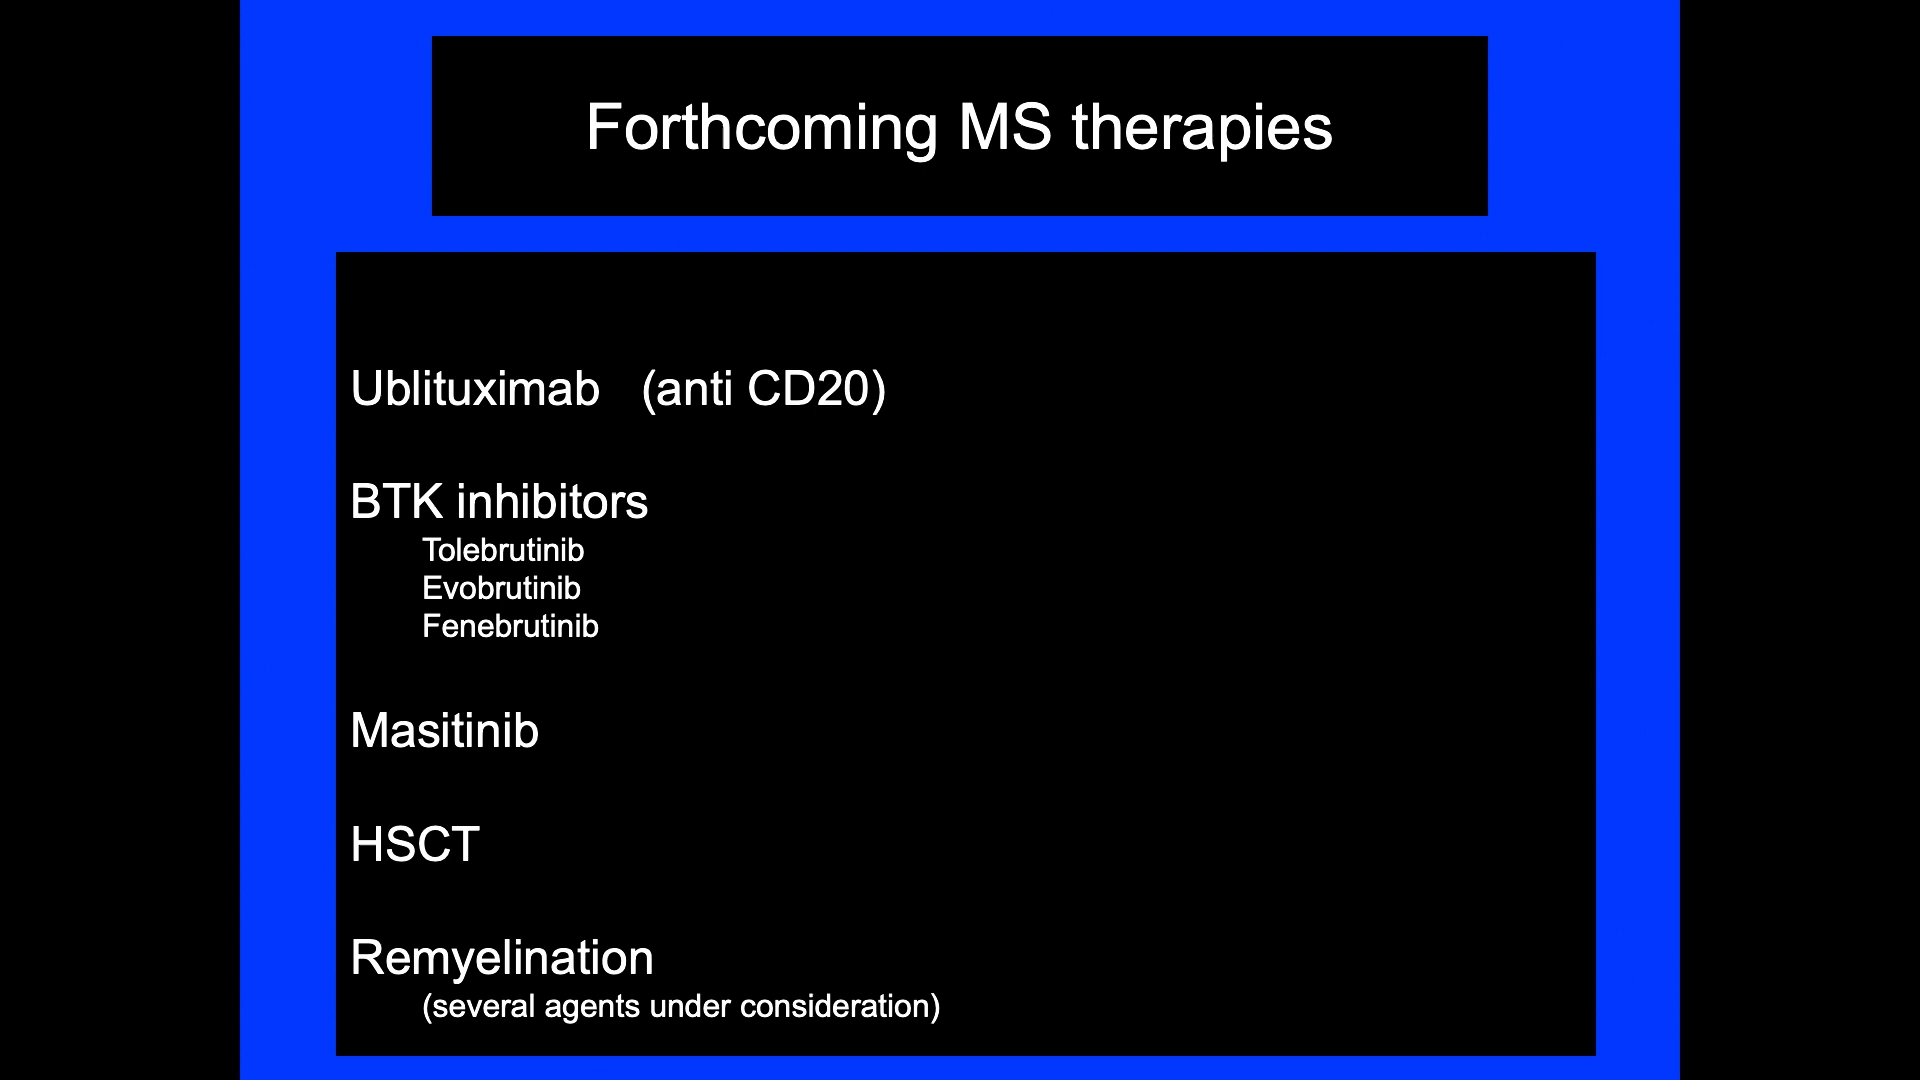 Forthcoming MS therapies
Ublituximab (anti CD20)
BTK inhibitors
Tolebrutinib
Evobrutinib
Fenebrutinib
Masitinib
HSCT
Remyelination
(several agents under consideration)